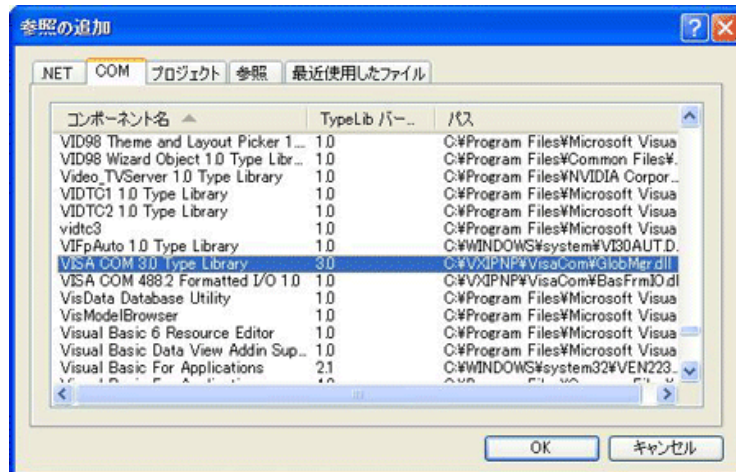 参照の追加
NET COM プロジェクト 参照 最近使用したファイル
コンポーネント名 TypeLib バー... パス
VID98 Theme and Layout Picker 1.... 1.0 C:¥Program Files¥Microsoft Visua
VID98 Wizard Object 1.0 Type Libr... 1.0 C:¥Program Files¥Common Files¥.
Video_TVServer 1.0 Type Library 1.0 C:¥Program Files¥NVIDIA Corpor...
VIDTC1 1.0 Type Library 1.0 C:¥Program Files¥Microsoft Visua
VIDTC2 1.0 Type Library 1.0 C:¥Program Files¥Microsoft Visua
vidtc3 1.0 C:¥Program Files¥Microsoft Visua
VIFpAuto 1.0 Type Library 1.0 C:¥WINDOWS¥system¥VI30AUT.D.
VISA COM 3.0 Type Library 3.0 C:¥VXIPNP¥VisaCom¥GlobMgr.dll
VISA COM 488.2 Formatted I/O 1.0 1.0 C:¥VXIPNP¥VisaCom¥BasFrmIO.dl
VisData Database Utility 1.0 C:¥Program Files¥Microsoft Visua
VisModelBrowser 1.0 C:¥Program Files¥Microsoft Visua
Visual Basic 6 Resource Editor 1.0 C:¥Program Files¥Microsoft Visua
Visual Basic Data View Addin Sup... 1.0 C:¥Program Files¥Microsoft Visua
Visual Basic For Applications 2.1 C:¥WINDOWS¥system32¥VEN223...
OK キャンセル